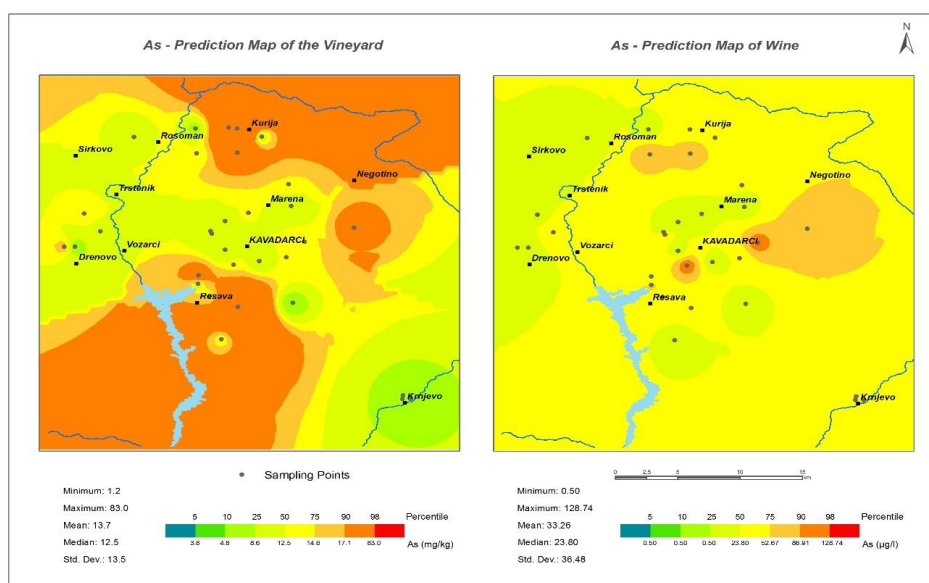 N
As - Prediction Map of the Vineyard
Kurija
Rosoman
Sirkovo
Negotino
Trstenik
Marena
KAVADARCI
Vozarci
Drenovo
Resava
Krnjevo
Sampling Points
Minimum: 1.2
Maximum: 83.0
Mean: 13.7
Median: 12.5
Std. Dev.: 13.5
5 10 25 50 75 90 98 Percentile
3.8 4.8 8.6 12.5 14.6 17.1 83.0 As (mg/kg)
As - Prediction Map of Wine
Kurija
Rosoman
Sirkovo
Negotino
Trstenik
Marena
KAVADARCI
Vozarci
Drenovo
Resava
Krnjevo
0 2,5 5 10 15
Minimum: 0.50
Maximum: 128.74
Mean: 33.26
Median: 23.80
Std. Dev.: 36.48
5 10 25 50 75 90 98 Percentile
0.50 0.50 0.50 23.80 52.67 86.91 128.74 As (µg/l)